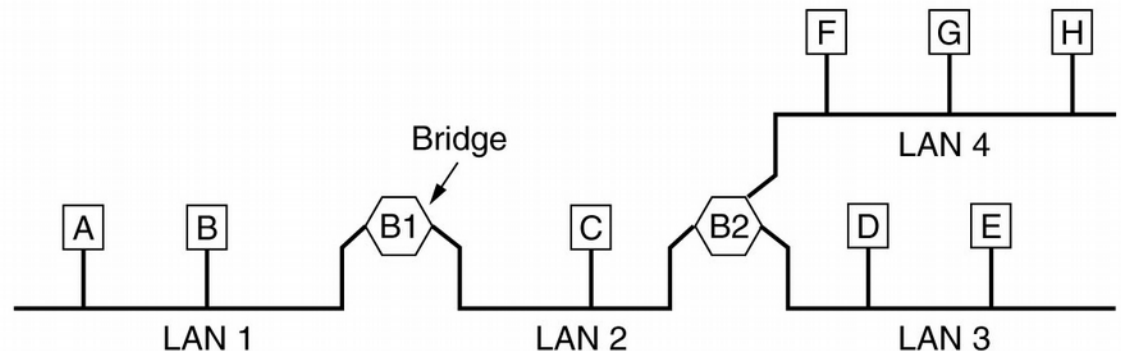 F G H
LAN 4
Bridge
A B B1 C B2 D E
LAN 1 LAN 2 LAN 3